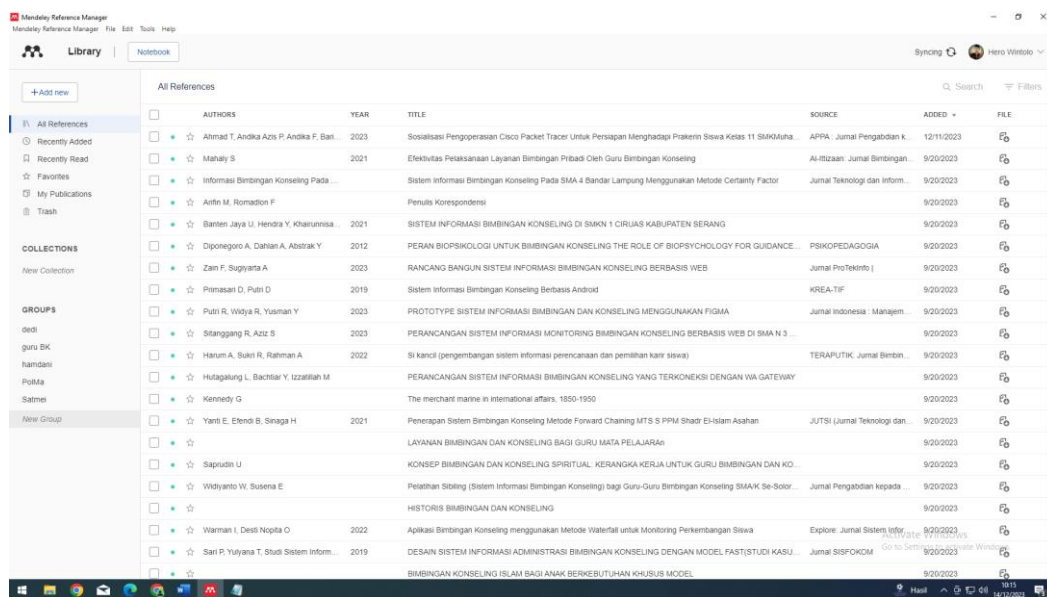 Mendeley Reference Manager
Mendeley Reference Manager File Edit Tools Help
Library Notebook Syncing Hero Wintolo
+Add new All References Search Filters
AUTHORS YEAR TITLE SOURCE ADDED FILE
All References
Recently Added
Recently Read
Favorites
My Publications
Trash
COLLECTIONS
New Collection
GROUPS
dedi
guru BK
hamdani
PolMa
Satmei
New Group
Ahmad T, Andika Azis P, Andika F, Bari... 2023 Sosialisasi Pengoperasian Cisco Packet Tracer Untuk Persiapan Menghadapi Prakerin Siswa Kelas 11 SMKMuha... APPA : Jurnal Pengabdian k... 12/11/2023
Mahaly S 2021 Efektivitas Pelaksanaan Layanan Bimbingan Pribadi Oleh Guru Bimbingan Konseling Al-Ittizaan: Jurnal Bimbingan... 9/20/2023
Informasi Bimbingan Konseling Pada ... Sistem Informasi Bimbingan Konseling Pada SMA 4 Bandar Lampung Menggunakan Metode Certainty Factor Jurnal Teknologi dan Inform... 9/20/2023
Arifin M, Romadlon F Penulis Korespondensi 9/20/2023
Banten Jaya U, Hendra Y, Khairunnisa... 2021 SISTEM INFORMASI BIMBINGAN KONSELING DI SMKN 1 CIRUAS KABUPATEN SERANG 9/20/2023
Diponegoro A, Dahlan A, Abstrak Y 2012 PERAN BIOPSIKOLOGI UNTUK BIMBINGAN KONSELING THE ROLE OF BIOPSYCHOLOGY FOR GUIDANCE... PSIKOPEDAGOGIA 9/20/2023
Zain F, Sugiyarta A 2023 RANCANG BANGUN SISTEM INFORMASI BIMBINGAN KONSELING BERBASIS WEB Jurnal ProTekInfo | 9/20/2023
Primasari D, Putri D 2019 Sistem Informasi Bimbingan Konseling Berbasis Android KREA-TIF 9/20/2023
Putri R, Widya R, Yusman Y 2023 PROTOTYPE SISTEM INFORMASI BIMBINGAN DAN KONSELING MENGGUNAKAN FIGMA Jurnal Indonesia : Manajem... 9/20/2023
Sitanggang R, Aziz S 2023 PERANCANGAN SISTEM INFORMASI MONITORING BIMBINGAN KONSELING BERBASIS WEB DI SMA N 3 ... 9/20/2023
Harum A, Sukri R, Rahman A 2022 Si kancil (pengembangan sistem informasi perencanaan dan pemilihan karir siswa) TERAPUTIK: Jurnal Bimbin... 9/20/2023
Hutagalung L, Bachtiar Y, Izzatillah M PERANCANGAN SISTEM INFORMASI BIMBINGAN KONSELING YANG TERKONEKSI DENGAN WA GATEWAY 9/20/2023
Kennedy G The merchant marine in international affairs, 1850-1950 9/20/2023
Yanti E, Efendi B, Sinaga H 2021 Penerapan Sistem Bimbingan Konseling Metode Forward Chaining MTS S PPM Shadr El-Islam Asahan JUTSI (Jurnal Teknologi dan... 9/20/2023
LAYANAN BIMBINGAN DAN KONSELING BAGI GURU MATA PELAJARAn 9/20/2023
Saprudin U KONSEP BIMBINGAN DAN KONSELING SPIRITUAL: KERANGKA KERJA UNTUK GURU BIMBINGAN DAN KO... 9/20/2023
Widiyanto W, Susena E Pelatihan Sibiling (Sistem Informasi Bimbingan Konseling) bagi Guru-Guru Bimbingan Konseling SMA/K Se-Solor... Jurnal Pengabdian kepada ... 9/20/2023
HISTORIS BIMBINGAN DAN KONSELING 9/20/2023
Warman I, Desti Nopita O 2022 Aplikasi Bimbingan Konseling menggunakan Metode Waterfall untuk Monitoring Perkembangan Siswa Explore: Jurnal Sistem Infor... 9/20/2023
Activate Windows
Go to Settings to activate Windows.
Sari P, Yulyana T, Studi Sistem Inform... 2019 DESAIN SISTEM INFORMASI ADMINISTRASI BIMBINGAN KONSELING DENGAN MODEL FAST(STUDI KASU... Jurnal SISFOKOM 9/20/2023
BIMBINGAN KONSELING ISLAM BAGI ANAK BERKEBUTUHAN KHUSUS MODEL 9/20/2023
Hasil 10:15
14/12/2023